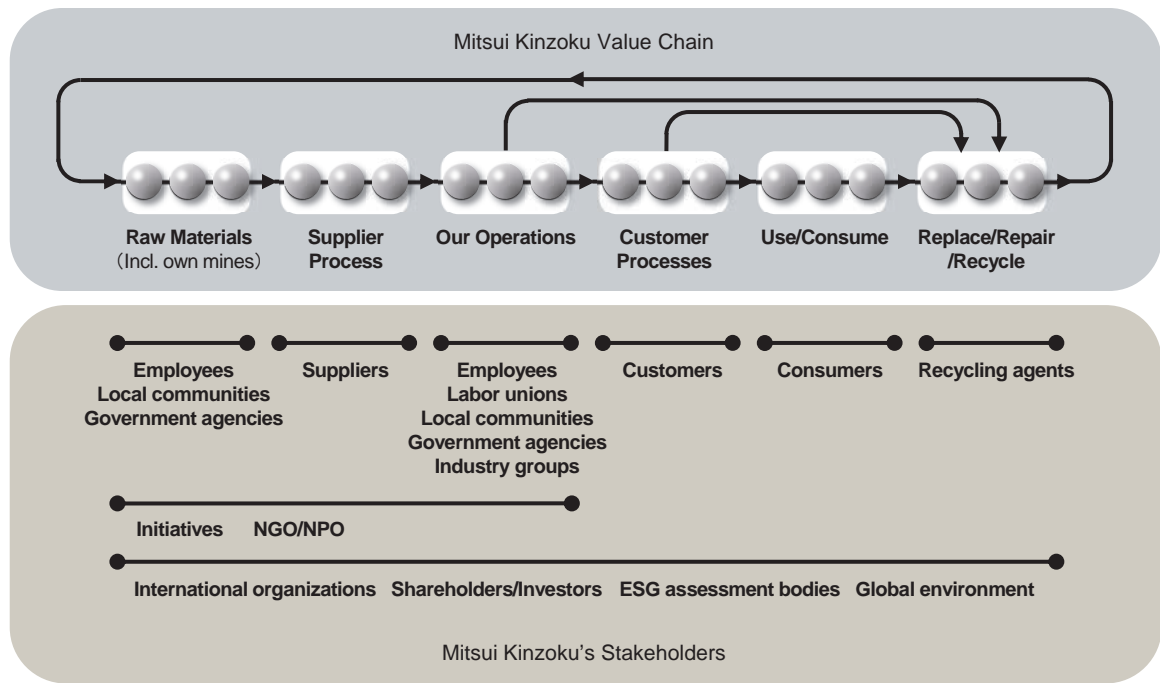 Mitsui Kinzoku Value Chain
Raw Materials
（Incl. own mines）
Supplier
Process
Our Operations
Customer
Processes
Use/Consume
Replace/Repair
/Recycle
Employees
Local communities
Government agencies
Suppliers
Employees
Labor unions
Local communities
Government agencies
Industry groups
Customers
Consumers
Recycling agents
Initiatives NGO/NPO
International organizations Shareholders/Investors ESG assessment bodies Global environment
Mitsui Kinzoku's Stakeholders